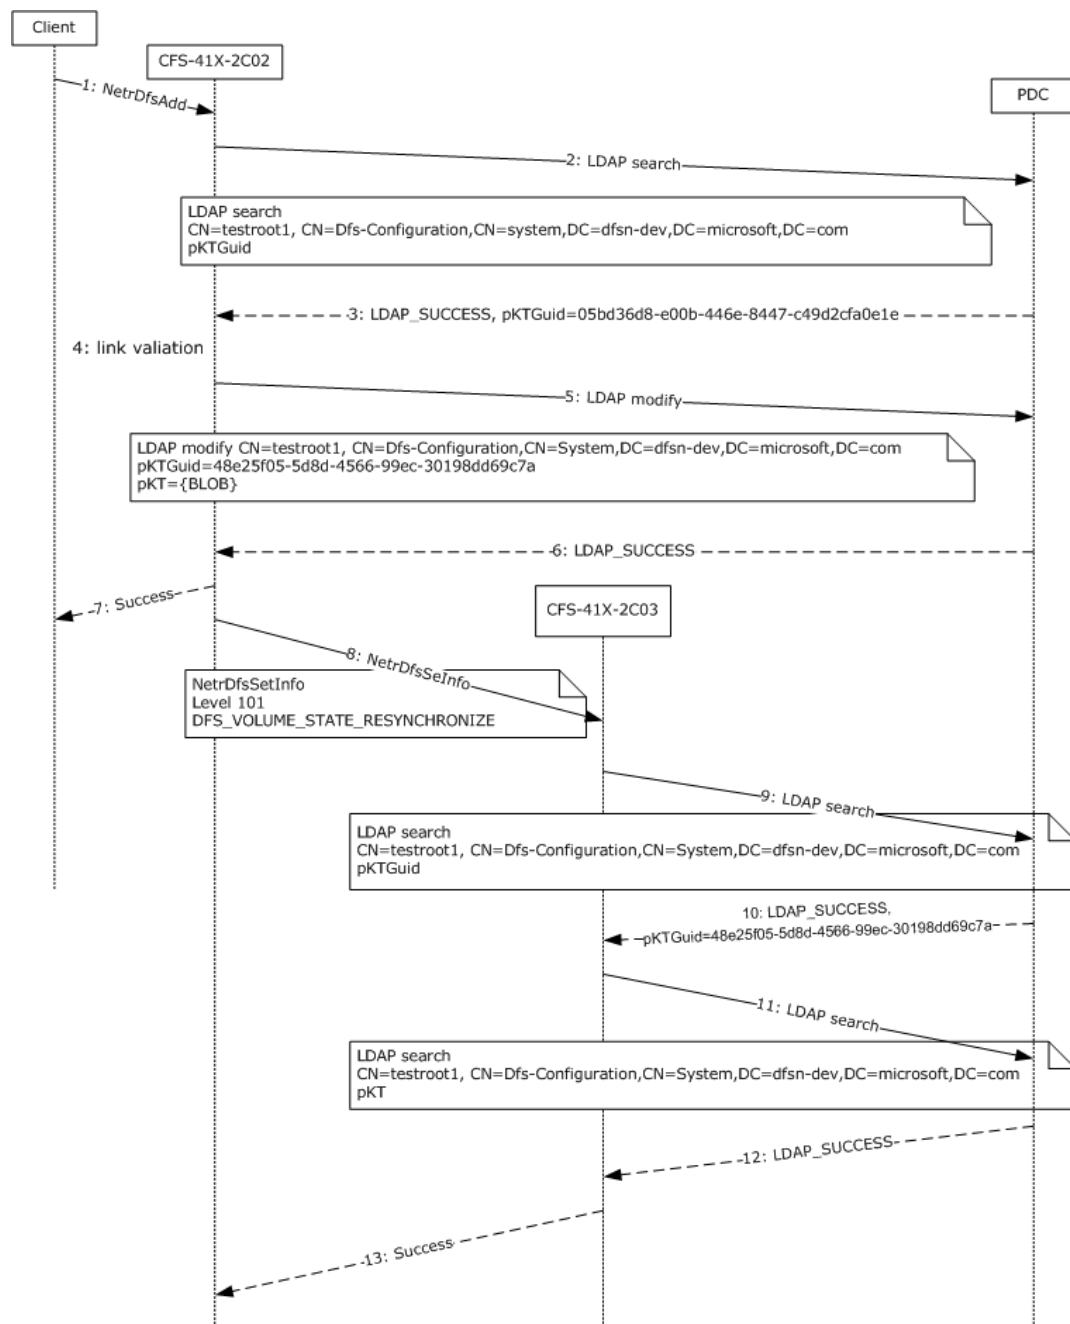 Client
CFS-41X-2C02
PDC
1: NetrDfsAdd
2: LDAP search
LDAP search
CN=testroot1, CN=Dfs-Configuration,CN=system,DC=dfsn-dev,DC=microsoft,DC=com
pKTGuid
3: LDAP_SUCCESS, pKTGuid=05bd36d8-e00b-446e-8447-c49d2cfa0e1e
4: link valiation
5: LDAP modify
LDAP modify CN=testroot1, CN=Dfs-Configuration,CN=System,DC=dfsn-dev,DC=microsoft,DC=com
pKTGuid=48e25f05-5d8d-4566-99ec-30198dd69c7a
pKT={BLOB}
6: LDAP_SUCCESS
7: Success
CFS-41X-2C03
8: NetrDfsSeInfo
NetrDfsSetInfo
Level 101
DFS_VOLUME_STATE_RESYNCHRONIZE
9: LDAP search
LDAP search
CN=testroot1, CN=Dfs-Configuration,CN=System,DC=dfsn-dev,DC=microsoft,DC=com
pKTGuid
10: LDAP_SUCCESS,
pKTGuid=48e25f05-5d8d-4566-99ec-30198dd69c7a
11: LDAP search
LDAP search
CN=testroot1, CN=Dfs-Configuration,CN=System,DC=dfsn-dev,DC=microsoft,DC=com
pKT
12: LDAP_SUCCESS
13: Success